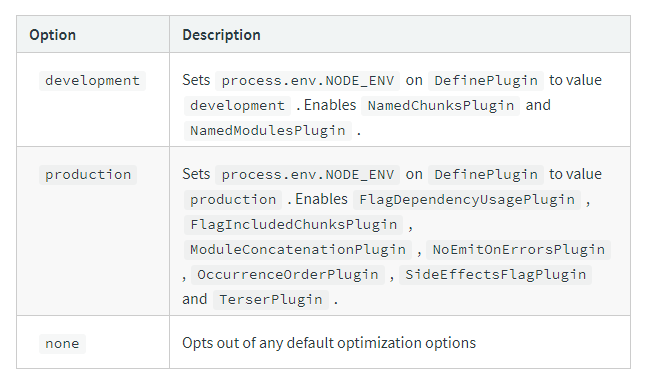 Option Description
development Sets process.env.NODE_ENV on DefinePlugin to value
development . Enables NamedChunksPlugin and
NamedModulesPlugin .
production Sets process.env.NODE_ENV on DefinePlugin to value
production . Enables FlagDependencyUsagePlugin ,
FlagIncludedChunksPlugin ,
ModuleConcatenationPlugin , NoEmitOnErrorsPlugin
, OccurrenceOrderPlugin , SideEffectsFlagPlugin
and TerserPlugin .
none Opts out of any default optimization options